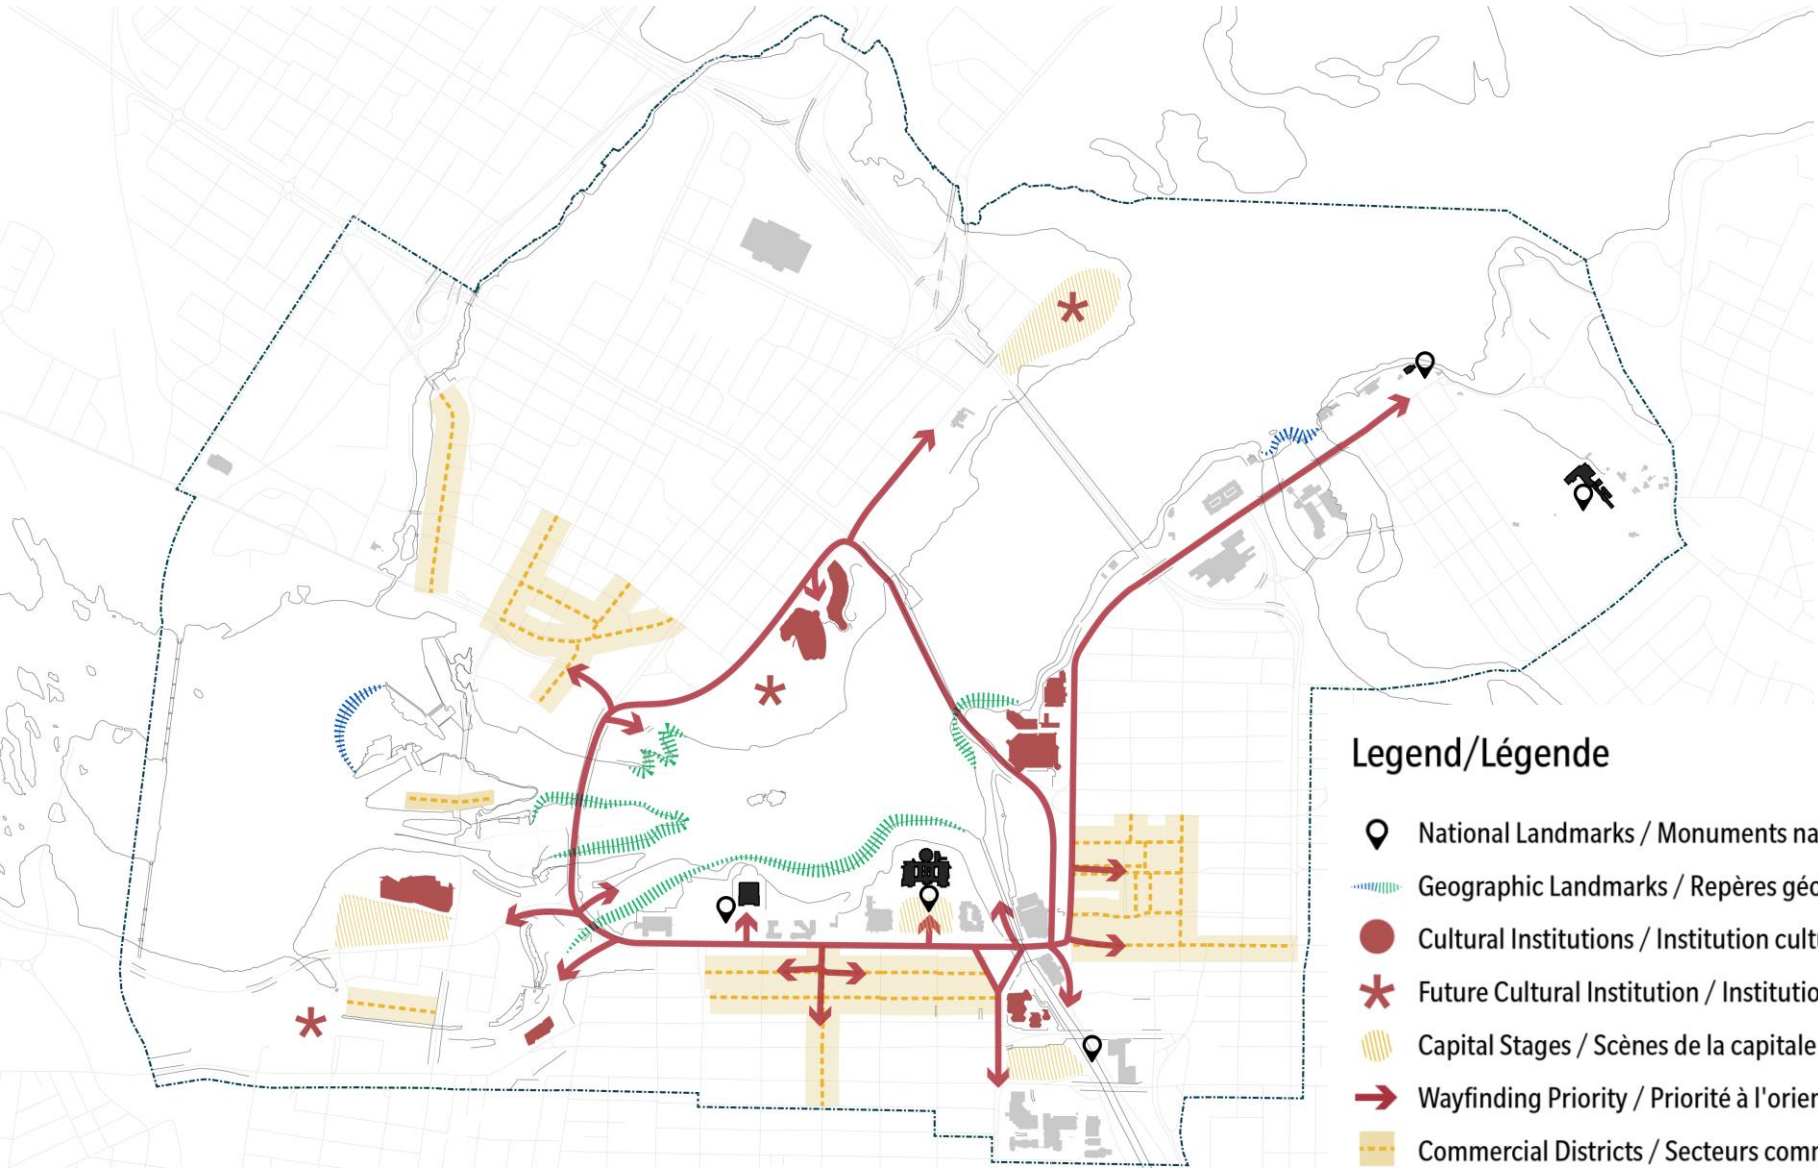 Legend/Légende
National Landmarks / Monuments na
Geographic Landmarks / Repères géo
Cultural Institutions / Institution cult
Future Cultural Institution / Institutio
Capital Stages / Scènes de la capitale
Wayfinding Priority / Priorité à l'orien
Commercial Districts / Secteurs comm